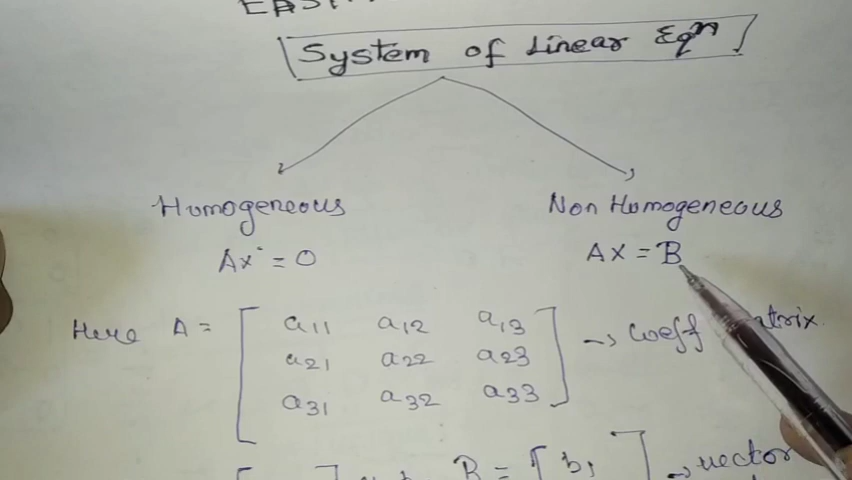 System of Linear Eqn
Homogeneous Non Homogeneous
AX = 0 AX = B
Here A = [ a11 a12 a13 → Coeff
a21 a22 a23
a31 a32 a33 ]
B = [ b1 ] → vector